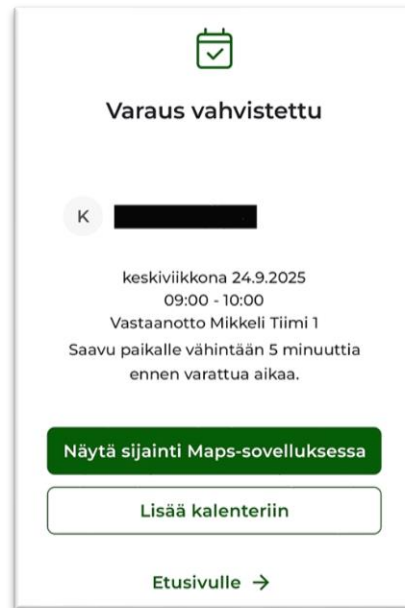 Varaus vahvistettu
K
keskiviikkona 24.9.2025
09:00 - 10:00
Vastaanotto Mikkeli Tiimi 1
Saavu paikalle vähintään 5 minuuttia
ennen varattua aikaa.
Näytä sijainti Maps-sovelluksessa
Lisää kalenteriin
Etusivulle →